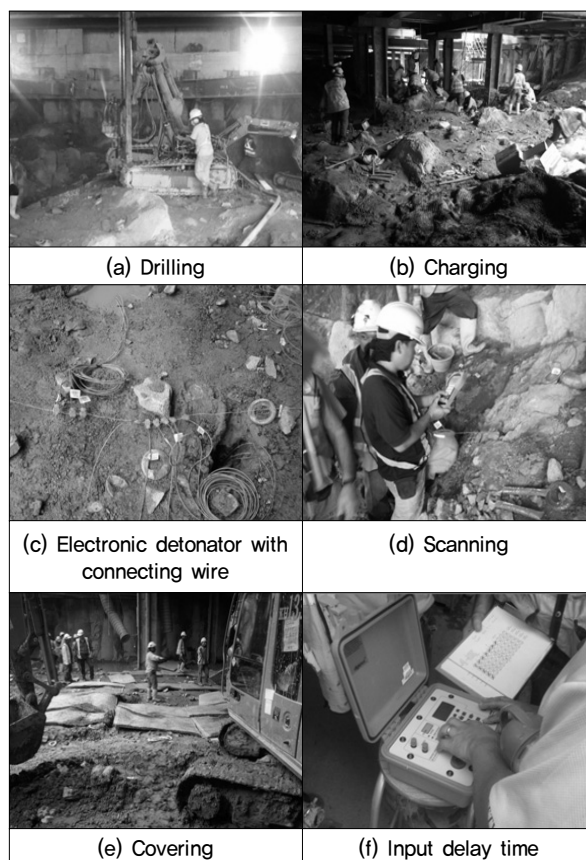 (a) Drilling
(b) Charging
(c) Electronic detonator with
connecting wire
(d) Scanning
(e) Covering
(f) Input delay time